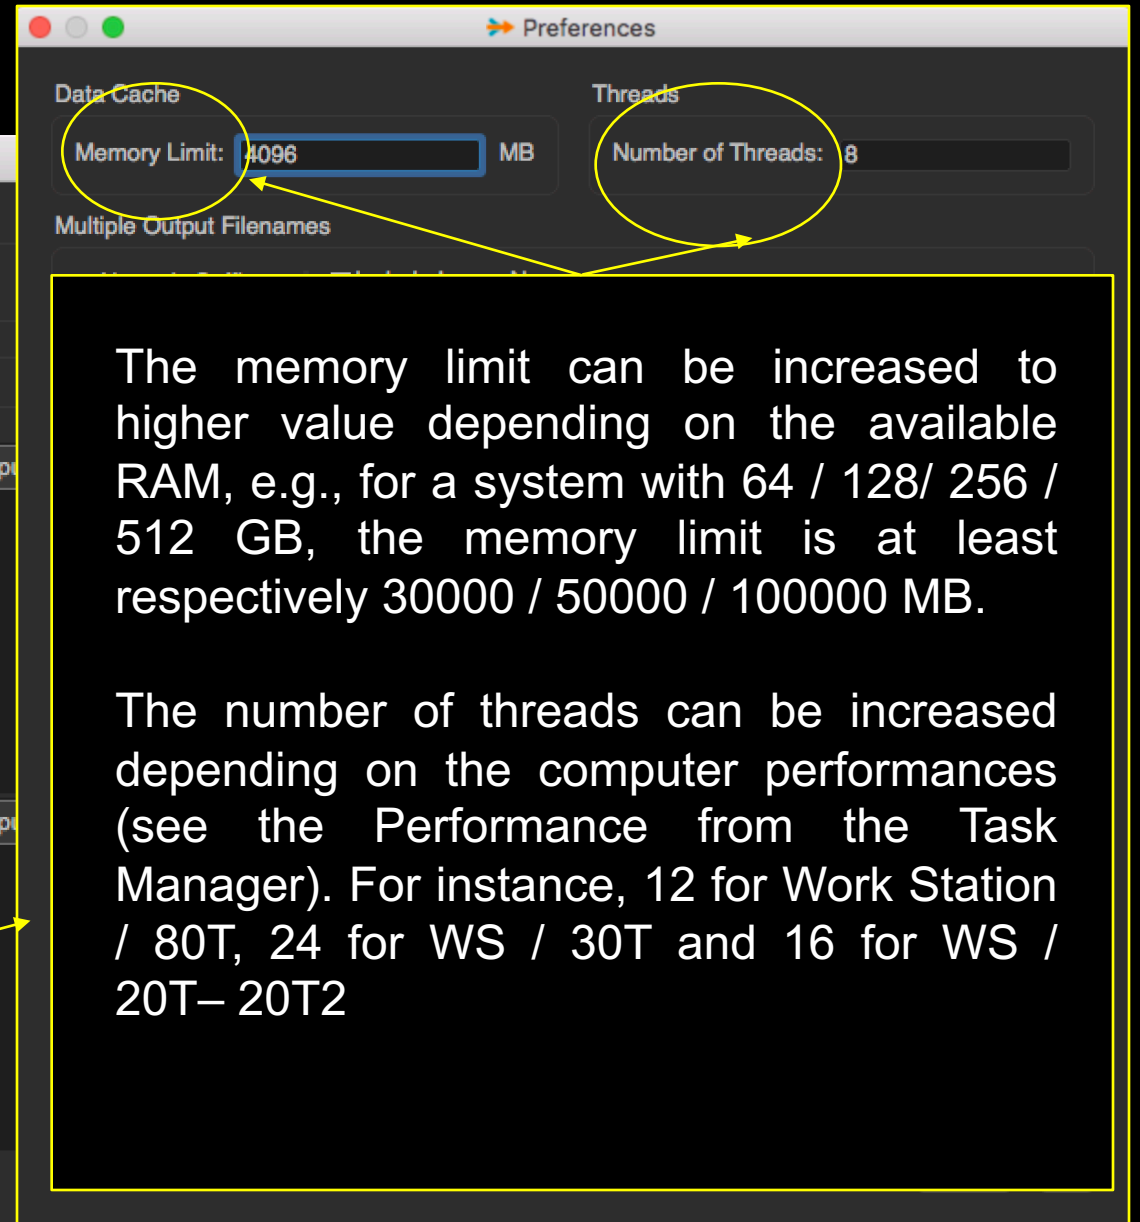 Preferences
Data Cache
Threads
Memory Limit: 4096 MB
Number of Threads: 8
Multiple Output Filenames
The memory limit can be increased to
higher value depending on the available
RAM, e.g., for a system with 64 / 128/ 256 /
512 GB, the memory limit is at least
respectively 30000 / 50000 / 100000 MB.
The number of threads can be increased
depending on the computer performances
(see the Performance from the Task
Manager). For instance, 12 for Work Station
/ 80T, 24 for WS / 30T and 16 for WS /
20T– 20T2